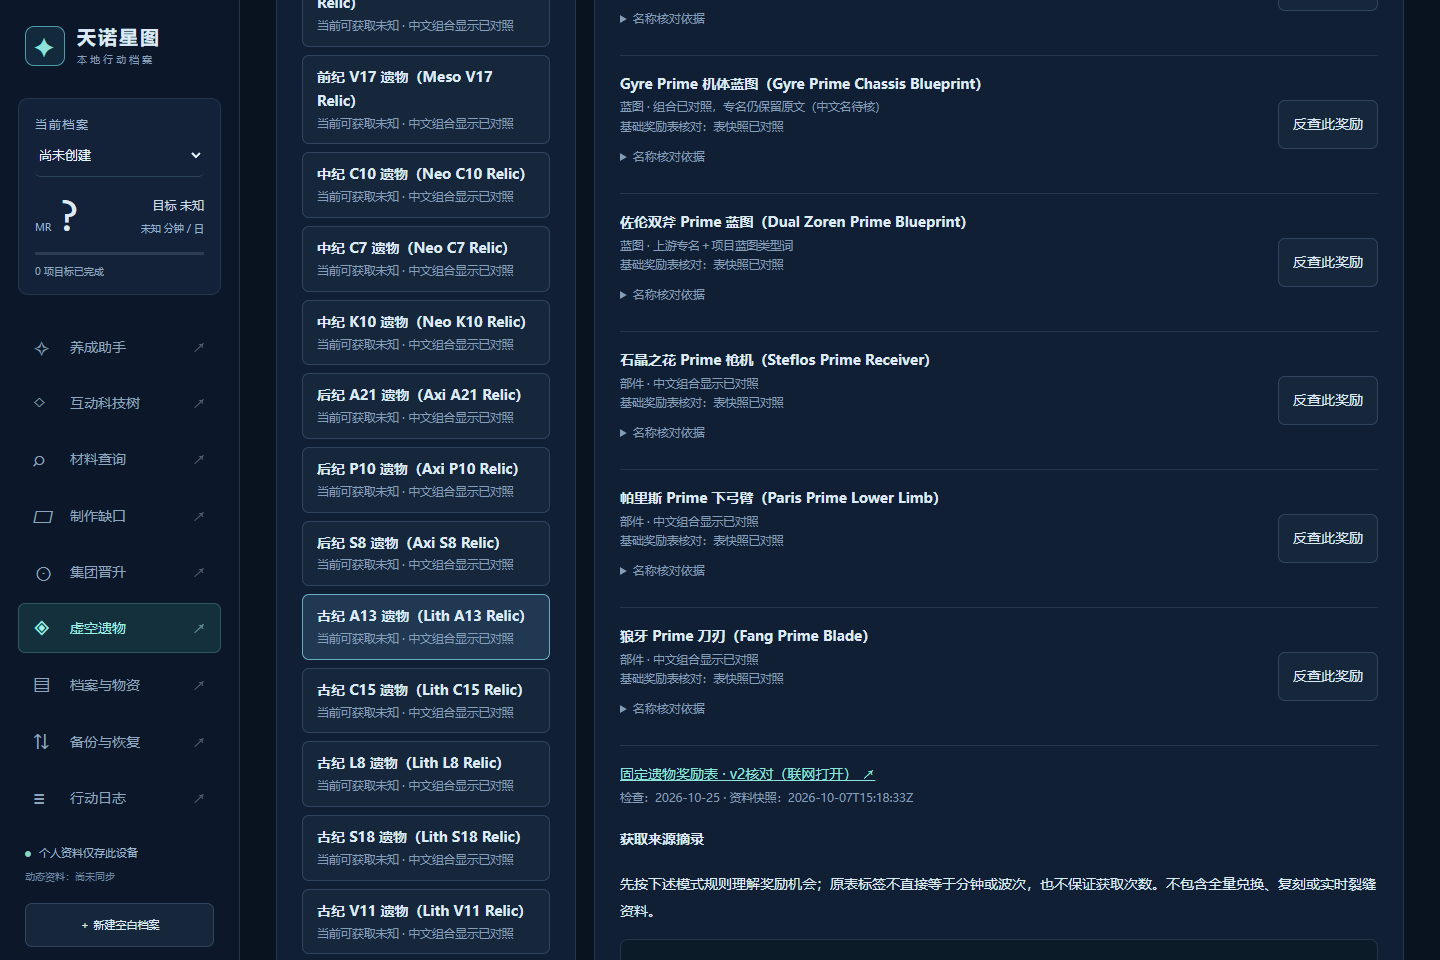 天诺星图
本地行动档案
当前档案
尚未创建
MR ?
目标 未知
未知 分钟 / 日
0 项目标已完成
养成助手
互动科技树
材料查询
制作缺口
集团晋升
虚空遗物
档案与物资
备份与恢复
行动日志
个人资料仅存此设备
动态资料：尚未同步
+ 新建空白档案
Relic)
当前可获取未知 · 中文组合显示已对照
前纪 V17 遗物（Meso V17
Relic)
当前可获取未知 · 中文组合显示已对照
中纪 C10 遗物（Neo C10 Relic)
当前可获取未知 · 中文组合显示已对照
中纪 C7 遗物（Neo C7 Relic)
当前可获取未知 · 中文组合显示已对照
中纪 K10 遗物（Neo K10 Relic)
当前可获取未知 · 中文组合显示已对照
后纪 A21 遗物（Axi A21 Relic)
当前可获取未知 · 中文组合显示已对照
后纪 P10 遗物（Axi P10 Relic)
当前可获取未知 · 中文组合显示已对照
后纪 S8 遗物（Axi S8 Relic)
当前可获取未知 · 中文组合显示已对照
古纪 A13 遗物（Lith A13 Relic)
当前可获取未知 · 中文组合显示已对照
古纪 C15 遗物（Lith C15 Relic)
当前可获取未知 · 中文组合显示已对照
古纪 L8 遗物（Lith L8 Relic)
当前可获取未知 · 中文组合显示已对照
古纪 S18 遗物（Lith S18 Relic)
当前可获取未知 · 中文组合显示已对照
古纪 V11 遗物（Lith V11 Relic)
当前可获取未知 · 中文组合显示已对照
名称核对依据
Gyre Prime 机体蓝图（Gyre Prime Chassis Blueprint)
蓝图 · 组合已对照，专名仍保留原文（中文名待核）
基础奖励表核对：表快照已对照
名称核对依据
反查此奖励
佐伦双斧 Prime 蓝图（Dual Zoren Prime Blueprint)
蓝图 · 上游专名 + 项目蓝图类型词
基础奖励表核对：表快照已对照
名称核对依据
反查此奖励
石晶之花 Prime 枪机（Steflos Prime Receiver)
部件 · 中文组合显示已对照
基础奖励表核对：表快照已对照
名称核对依据
反查此奖励
帕里斯 Prime 下弓臂（Paris Prime Lower Limb)
部件 · 中文组合显示已对照
基础奖励表核对：表快照已对照
名称核对依据
反查此奖励
狼牙 Prime 刀刃（Fang Prime Blade)
部件 · 中文组合显示已对照
基础奖励表核对：表快照已对照
名称核对依据
反查此奖励
固定遗物奖励表 · v2核对（联网打开） ↗
检查：2026-10-25 · 资料快照：2026-10-07T15:18:33Z
获取来源摘录
先按下述模式规则理解奖励机会；原表标签不直接等于分钟或波次，也不保证获取次数。不包含全量兑换、复刻或实时裂缝
资料。